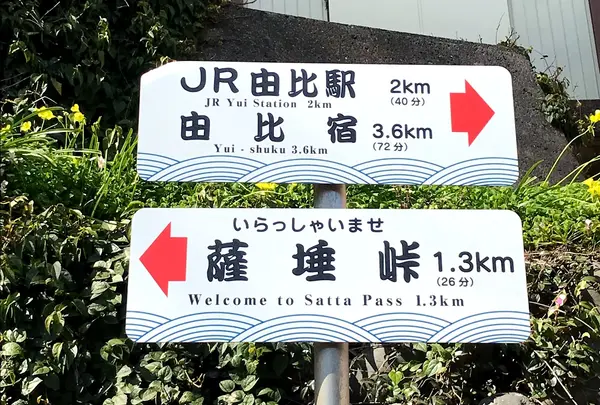 JR由比駅 2km
JR Yui Station 2km (40分)
由比宿 3.6km
Yui - shuku 3.6km (72分)
いらっしゃいませ
薩埵峠 1.3km
(26分)
Welcome to Satta Pass 1.3km